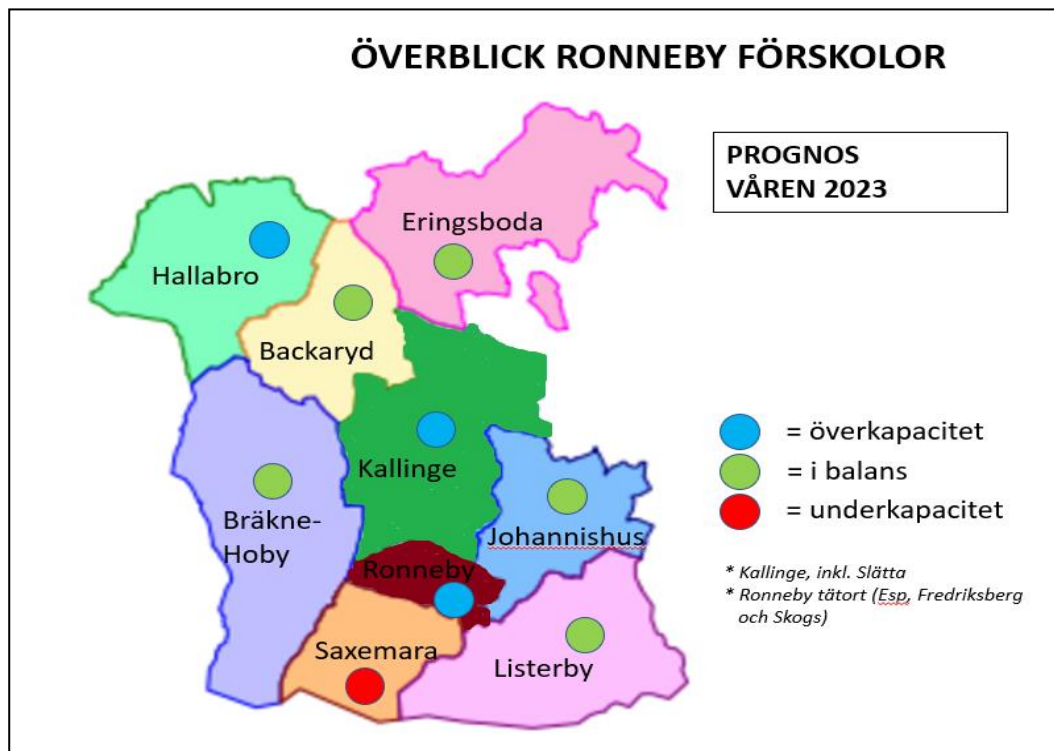 ÖVERBLICK RONNEBY FÖRSKOLOR
PROGNOS
VÅREN 2023
Eringsboda
Hallabro
Backaryd
Kallinge
Bräkne-
Hoby
Johannishus
Ronneby
Saxemara
Listerby
= överkapacitet
= i balans
= underkapacitet
* Kallinge, inkl. Slätta
* Ronneby tätort (Esp, Fredriksberg
och Skogs)